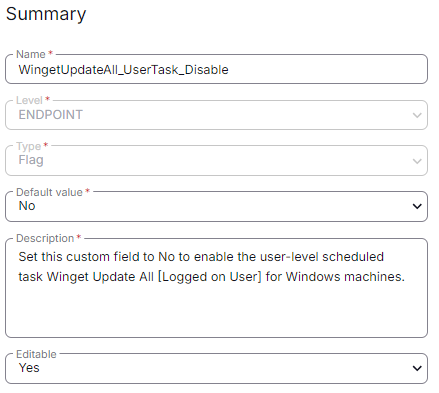 Summary
Name *
WingetUpdateAll_UserTask_Disable
Level *
ENDPOINT
Type *
Flag
Default value *
No
Description *
Set this custom field to No to enable the user-level scheduled
task Winget Update All [Logged on User] for Windows machines.
Editable
Yes